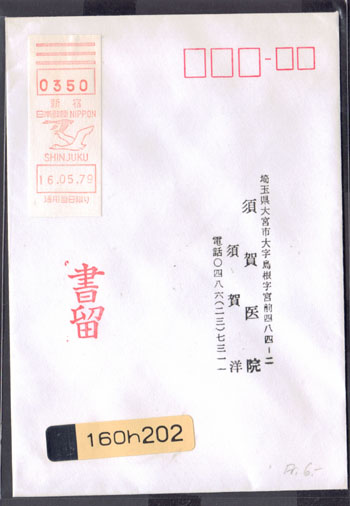 0350
新宿
日本郵便 NIPPON
SHINJUKU
16.05.79
埼玉県大宮市大字島根字宮前四八四ー二
須賀医院
須賀洋
電話〇四八六(二三)七三一一
書留
160h202